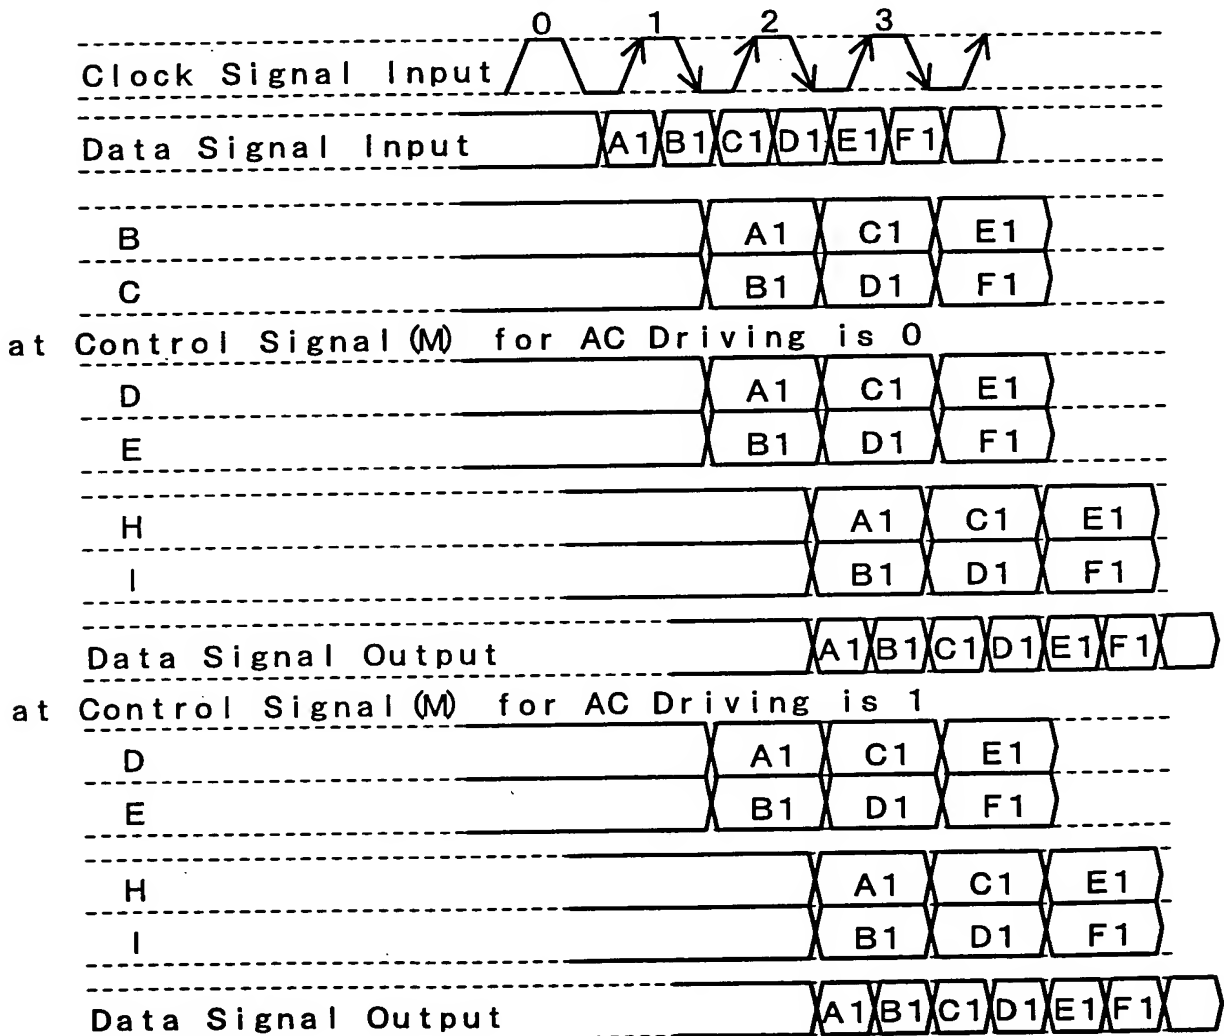 0 1 2 3
Clock Signal Input
Data Signal Input A1 B1 C1 D1 E1 F1
B A1 C1 E1
C B1 D1 F1
at Control Signal(M) for AC Driving is 0
D A1 C1 E1
E B1 D1 F1
H A1 C1 E1
I B1 D1 F1
Data Signal Output A1 B1 C1 D1 E1 F1
at Control Signal(M) for AC Driving is 1
D A1 C1 E1
E B1 D1 F1
H A1 C1 E1
I B1 D1 F1
Data Signal Output A1 B1 C1 D1 E1 F1